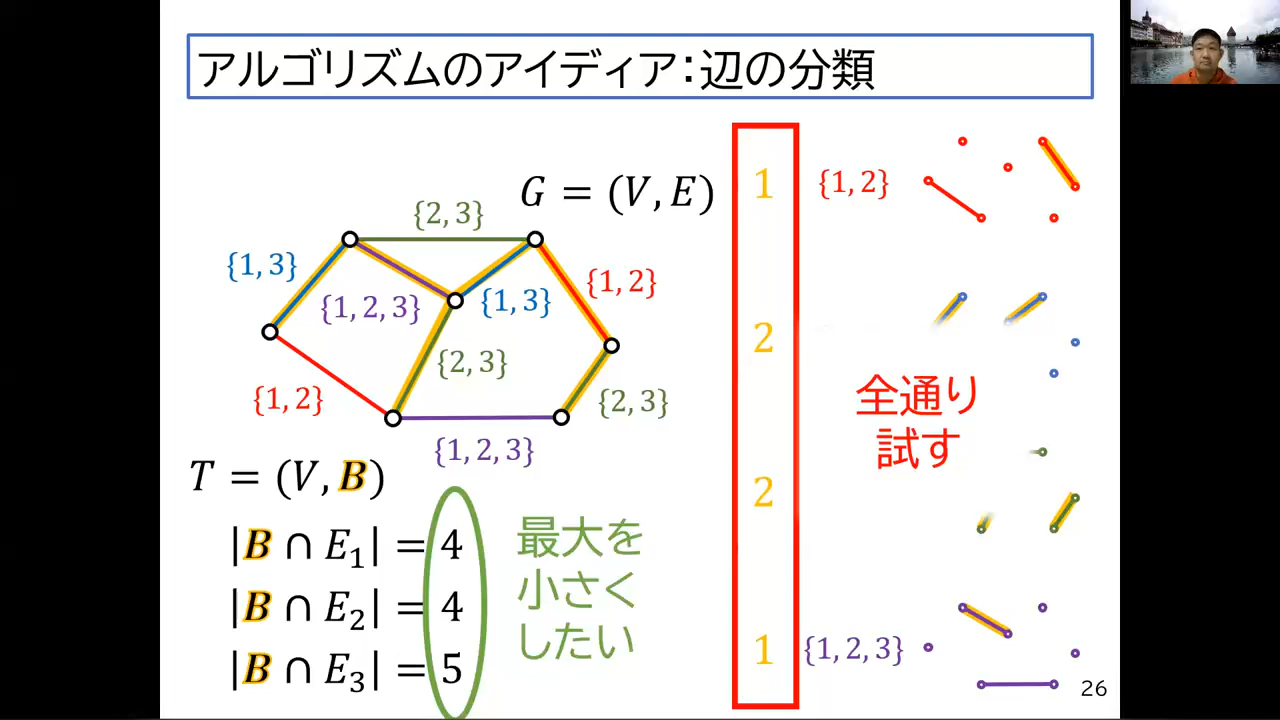 アルゴリズムのアイディア：辺の分類
G = (V, E)
{2, 3}
{1, 3}
{1, 2, 3}
{1, 3}
{1, 2}
{2, 3}
{1, 2}
{2, 3}
{1, 2, 3}
T = (V, B)
|B ∩ E₁| = 4
|B ∩ E₂| = 4
|B ∩ E₃| = 5
最大を
小さく
したい
1 {1, 2}
2
2
1 {1, 2, 3}
全通り
試す
26